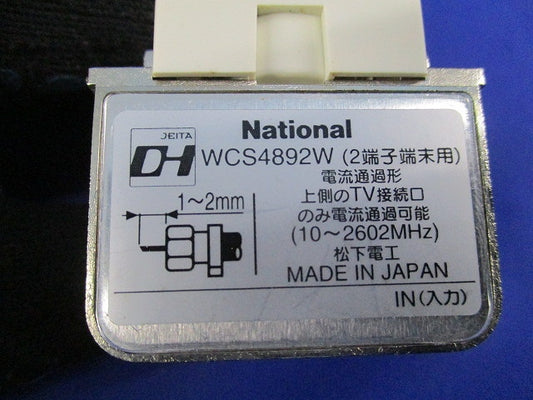 JEITA
DH
National
WCS4892W (2端子端末用)
電流通過形
上側のTV接続口
のみ電流通過可能
(10〜2602MHz)
松下電工
MADE IN JAPAN
1〜2mm
IN(入力)